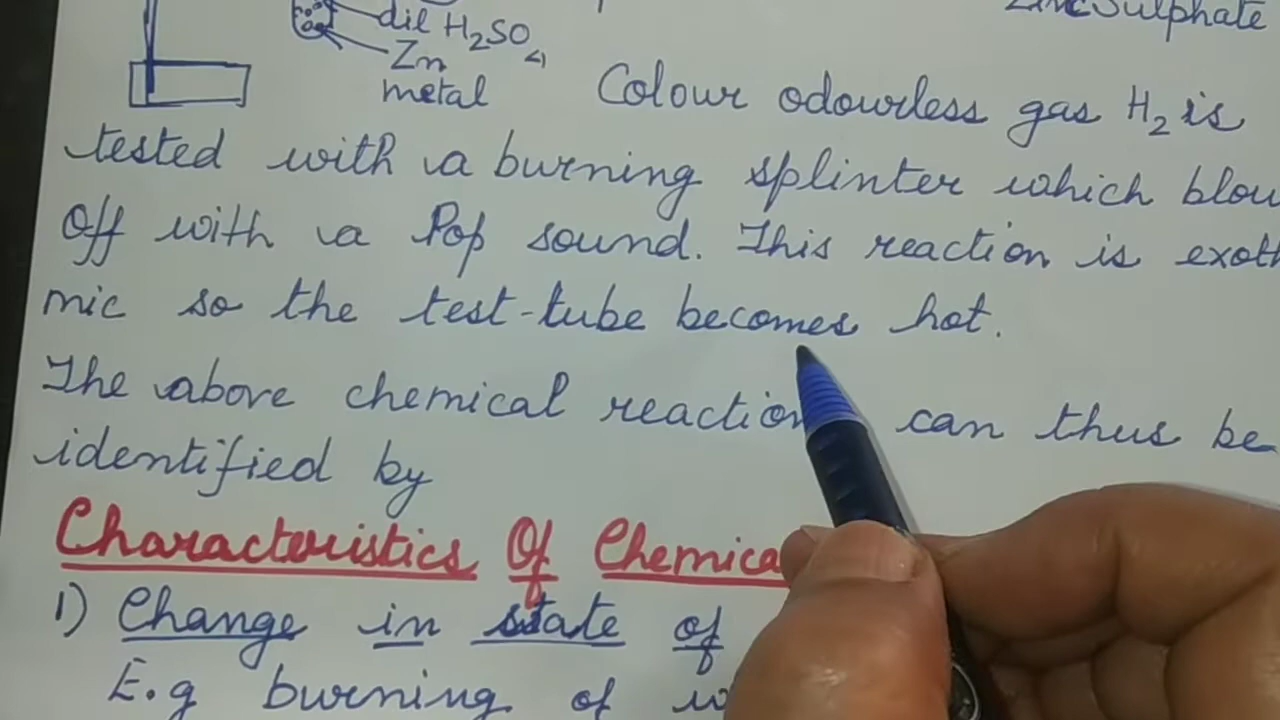 dil H₂SO₄
Zinc Sulphate
Zn
metal
Colour odourless gas H₂ is
tested with a burning splinter which blow
off with a Pop sound. This reaction is exoth
mic so the test-tube becomes hot.
The above chemical reaction can thus be
identified by
Characteristics Of Chemica
1) Change in state of
E.g burning of